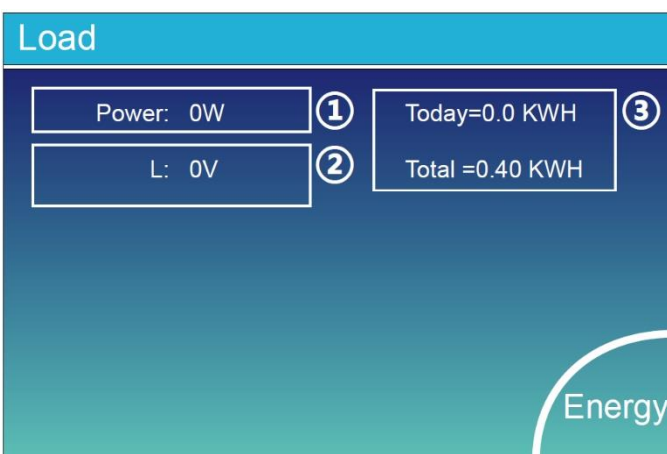 Load
Power: 0W
①
Today=0.0 KWH
③
L: 0V
②
Total =0.40 KWH
Energy